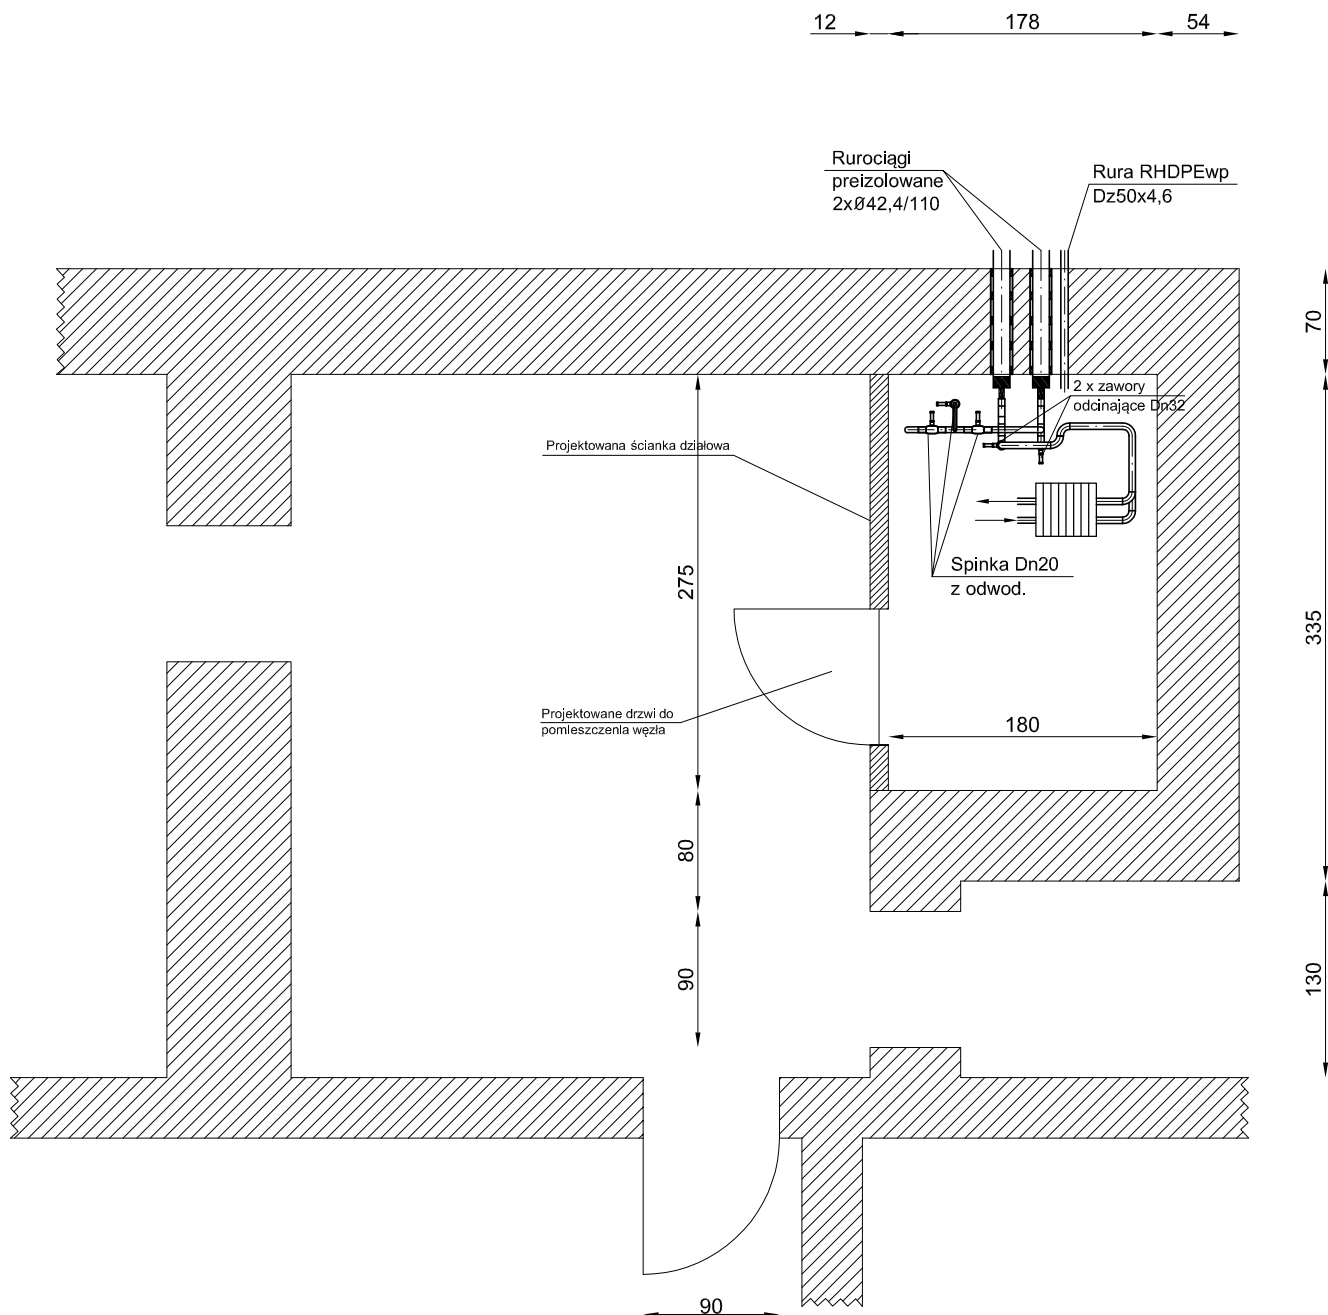 12
178
54
Rurociągi
preizolowane
2xØ42,4/110
Rura RHDPEwp
Dz50x4,6
70
2 x zawory
odcinające Dn32
Projektowana ścianka działowa
Spinka Dn20
z odwod.
275
335
Projektowane drzwi do
pomieszczenia węzła
180
80
90
130
90